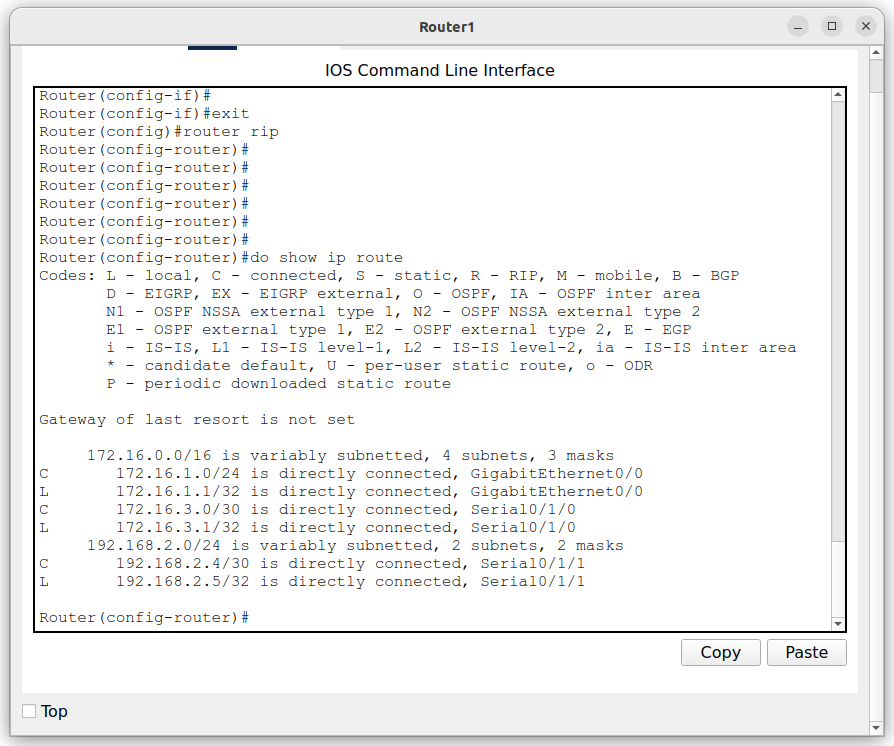 Router1
IOS Command Line Interface
Router(config-if)#
Router(config-if)#exit
Router(config)#router rip
Router(config-router)#
Router(config-router)#
Router(config-router)#
Router(config-router)#
Router(config-router)#
Router(config-router)#
Router(config-router)#do show ip route
Codes: L - local, C - connected, S - static, R - RIP, M - mobile, B - BGP
       D - EIGRP, EX - EIGRP external, O - OSPF, IA - OSPF inter area
       N1 - OSPF NSSA external type 1, N2 - OSPF NSSA external type 2
       E1 - OSPF external type 1, E2 - OSPF external type 2, E - EGP
       i - IS-IS, L1 - IS-IS level-1, L2 - IS-IS level-2, ia - IS-IS inter area
       * - candidate default, U - per-user static route, o - ODR
       P - periodic downloaded static route
Gateway of last resort is not set
     172.16.0.0/16 is variably subnetted, 4 subnets, 3 masks
C       172.16.1.0/24 is directly connected, GigabitEthernet0/0
L       172.16.1.1/32 is directly connected, GigabitEthernet0/0
C       172.16.3.0/30 is directly connected, Serial0/1/0
L       172.16.3.1/32 is directly connected, Serial0/1/0
     192.168.2.0/24 is variably subnetted, 2 subnets, 2 masks
C       192.168.2.4/30 is directly connected, Serial0/1/1
L       192.168.2.5/32 is directly connected, Serial0/1/1
Router(config-router)#
Copy Paste
Top